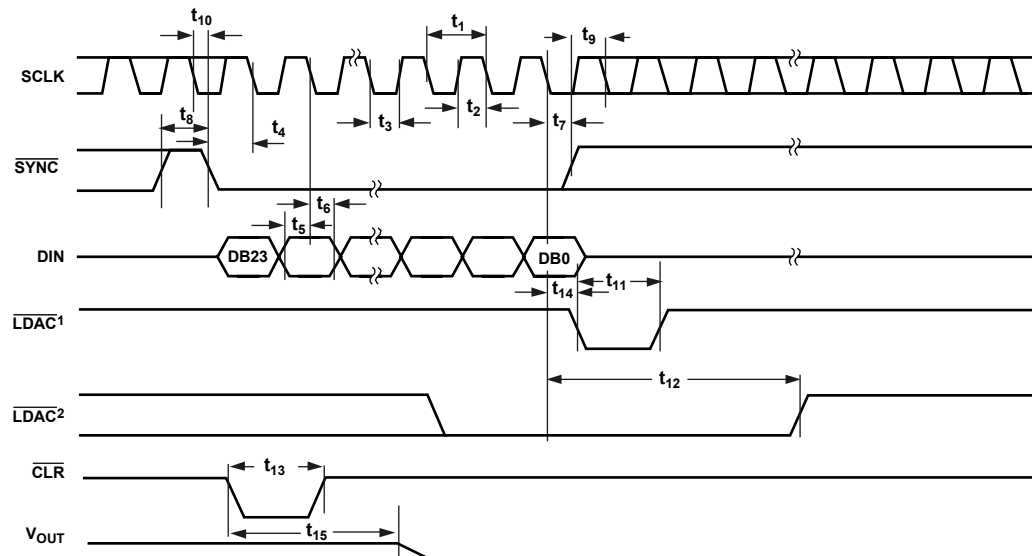 t10
t1
t9
SCLK
t8
t4
t3
t2
t7
SYNC
t6
t5
DIN
DB23
DB0
t14
t11
LDAC1
t12
LDAC2
CLR
t13
t15
VOUT